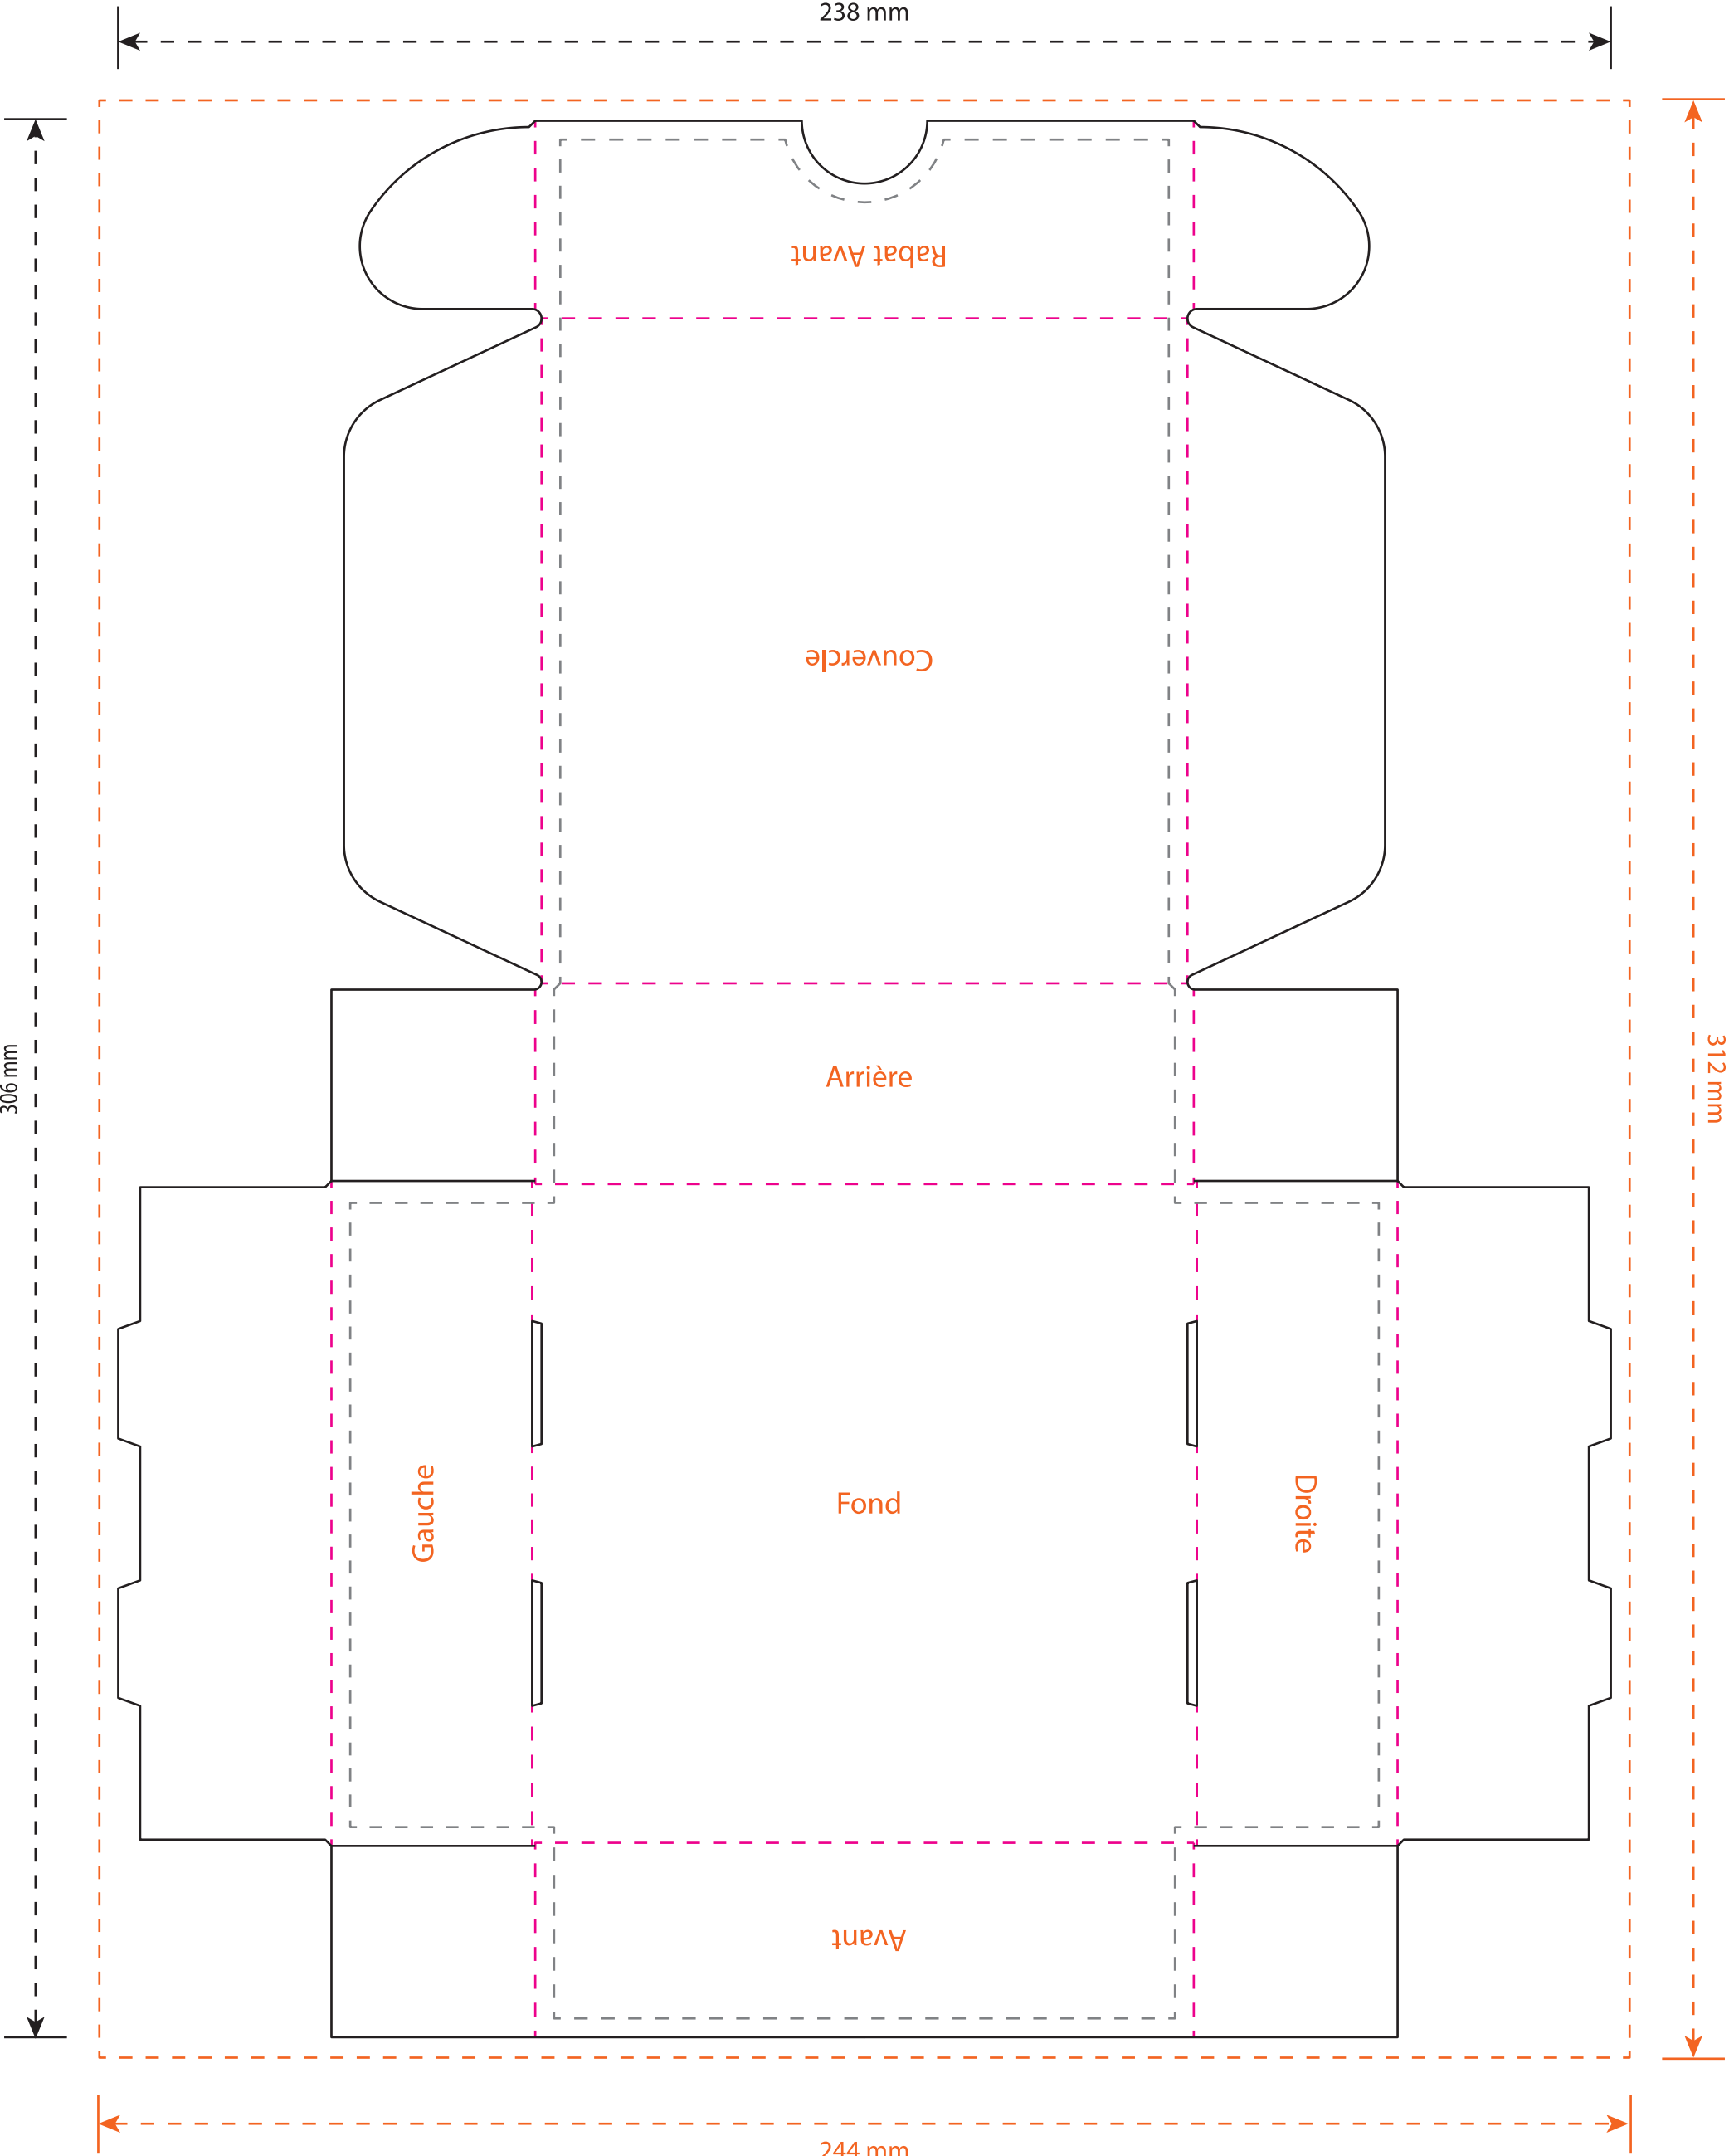 238 mm
Rabat Avant
Couvercle
306 mm
312 mm
Arrière
Gauche
Fond
Droite
Avant
244 mm